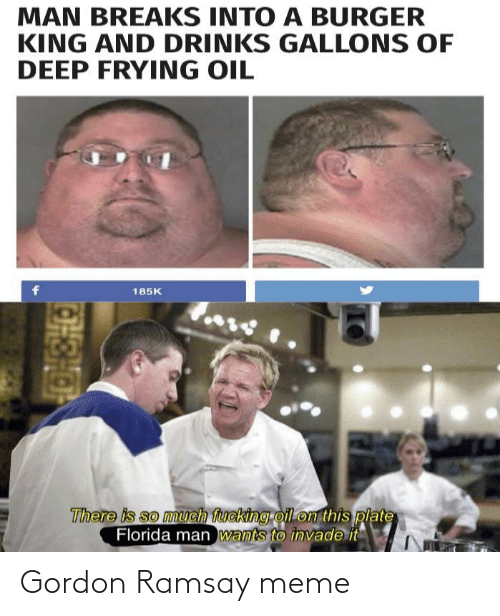 MAN BREAKS INTO A BURGER
KING AND DRINKS GALLONS OF
DEEP FRYING OIL
f
185K
There is so much fucking oil on this plate
Florida man wants to invade it
Gordon Ramsay meme